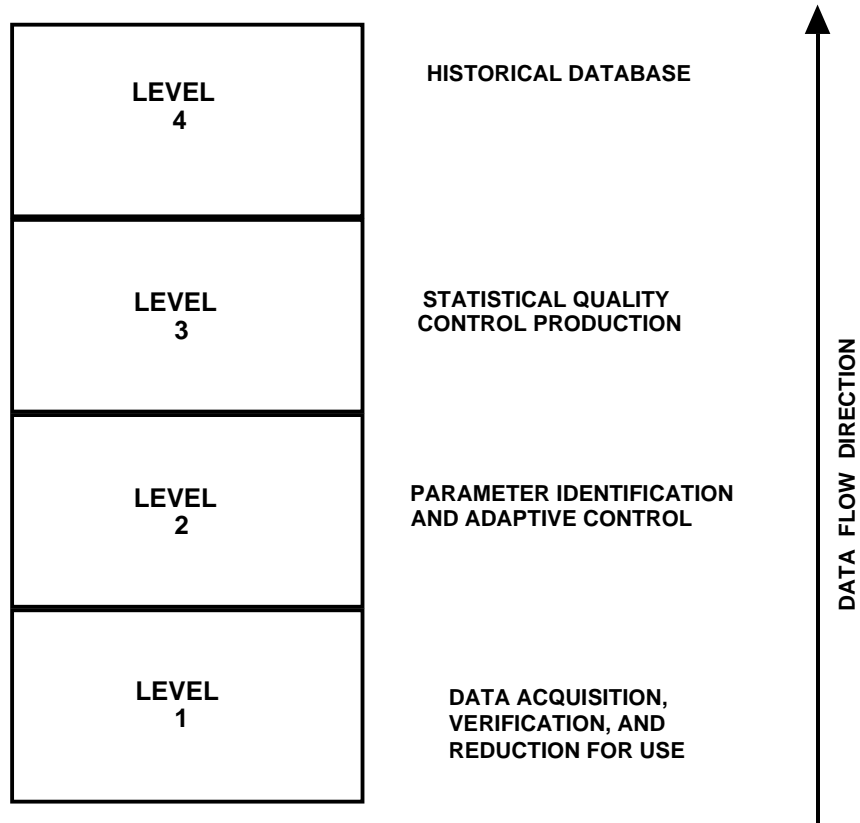 LEVEL
4
HISTORICAL DATABASE
LEVEL
3
STATISTICAL QUALITY
CONTROL PRODUCTION
LEVEL
2
PARAMETER IDENTIFICATION
AND ADAPTIVE CONTROL
LEVEL
1
DATA ACQUISITION,
VERIFICATION, AND
REDUCTION FOR USE
DATA FLOW DIRECTION